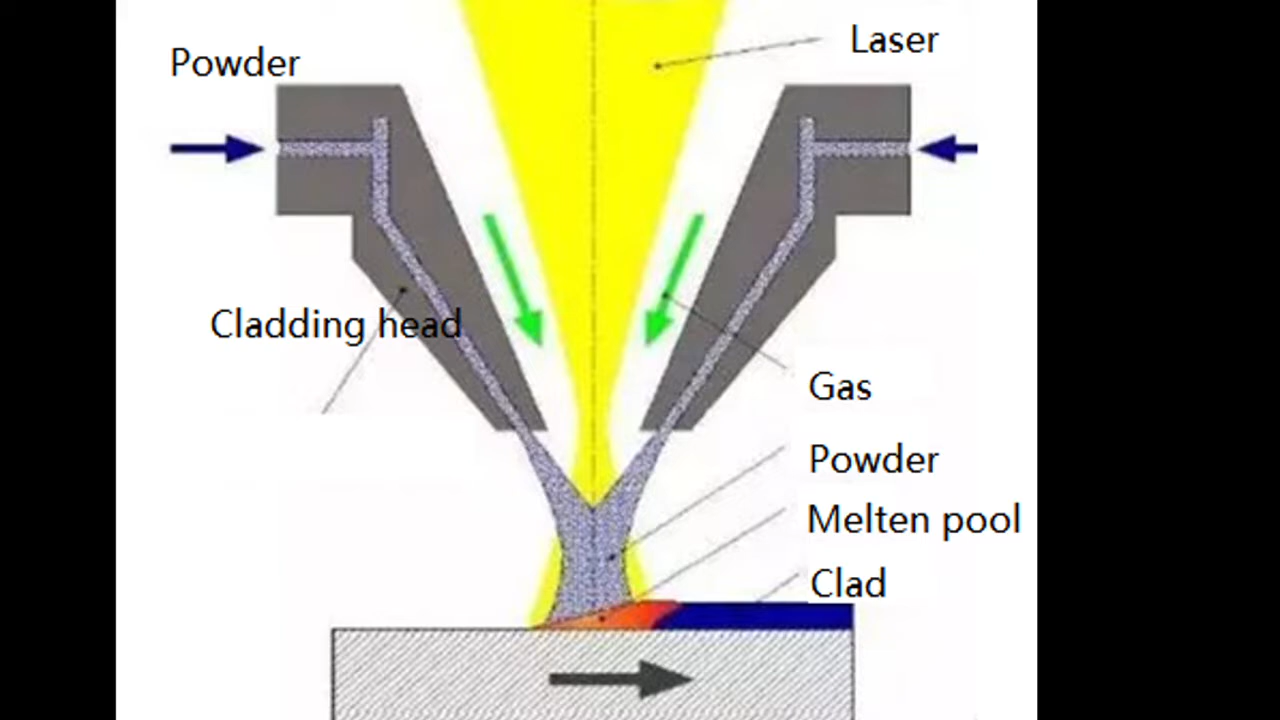 Laser
Powder
Cladding head
Gas
Powder
Melten pool
Clad